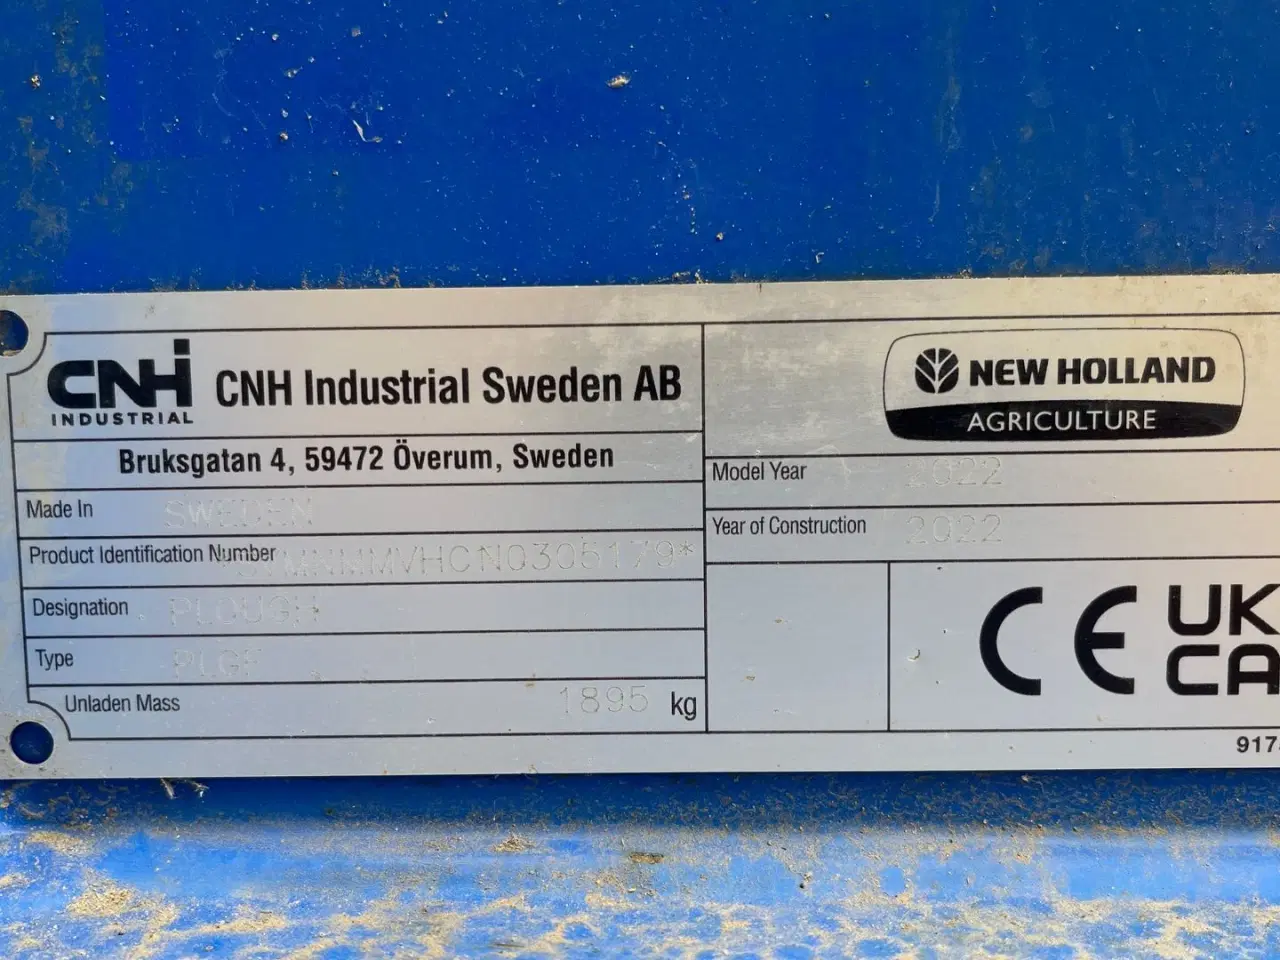 CNH
INDUSTRIAL
CNH Industrial Sweden AB
Bruksgatan 4, 59472 Överum, Sweden
Made In SWEDEN
Product Identification Number
Designation PLOUGH
Type PLGF
Unladen Mass 1895 kg
NEW HOLLAND
AGRICULTURE
Model Year 2022
Year of Construction 2022
CE
UK
CA